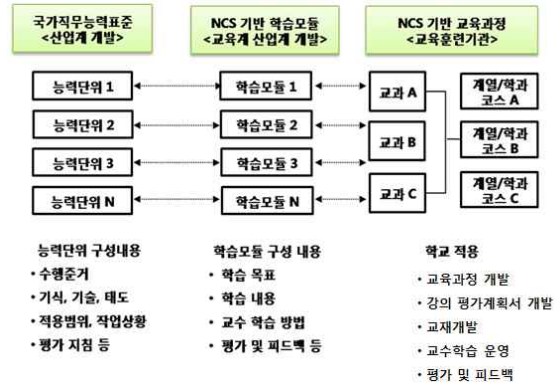 국가직무능력표준
<산업계 개발>
NCS 기반 학습모듈
<교육계 산업계 개발>
NCS 기반 교육과정
<교육훈련기관>
능력단위 1
능력단위 2
능력단위 3
능력단위 N
학습모듈 1
학습모듈 2
학습모듈 3
학습모듈 N
교과 A
교과 B
교과 C
계열/학과
코스 A
계열/학과
코스 B
계열/학과
코스 C
능력단위 구성내용
• 수행준거
• 기식, 기술, 태도
• 적용범위, 작업상황
• 평가 지침 등
학습모듈 구성 내용
• 학습 목표
• 학습 내용
• 교수 학습 방법
• 평가 및 피드백 등
학교 적용
• 교육과정 개발
• 강의 평가계획서 개발
• 교재개발
• 교수학습 운영
• 평가 및 피드백